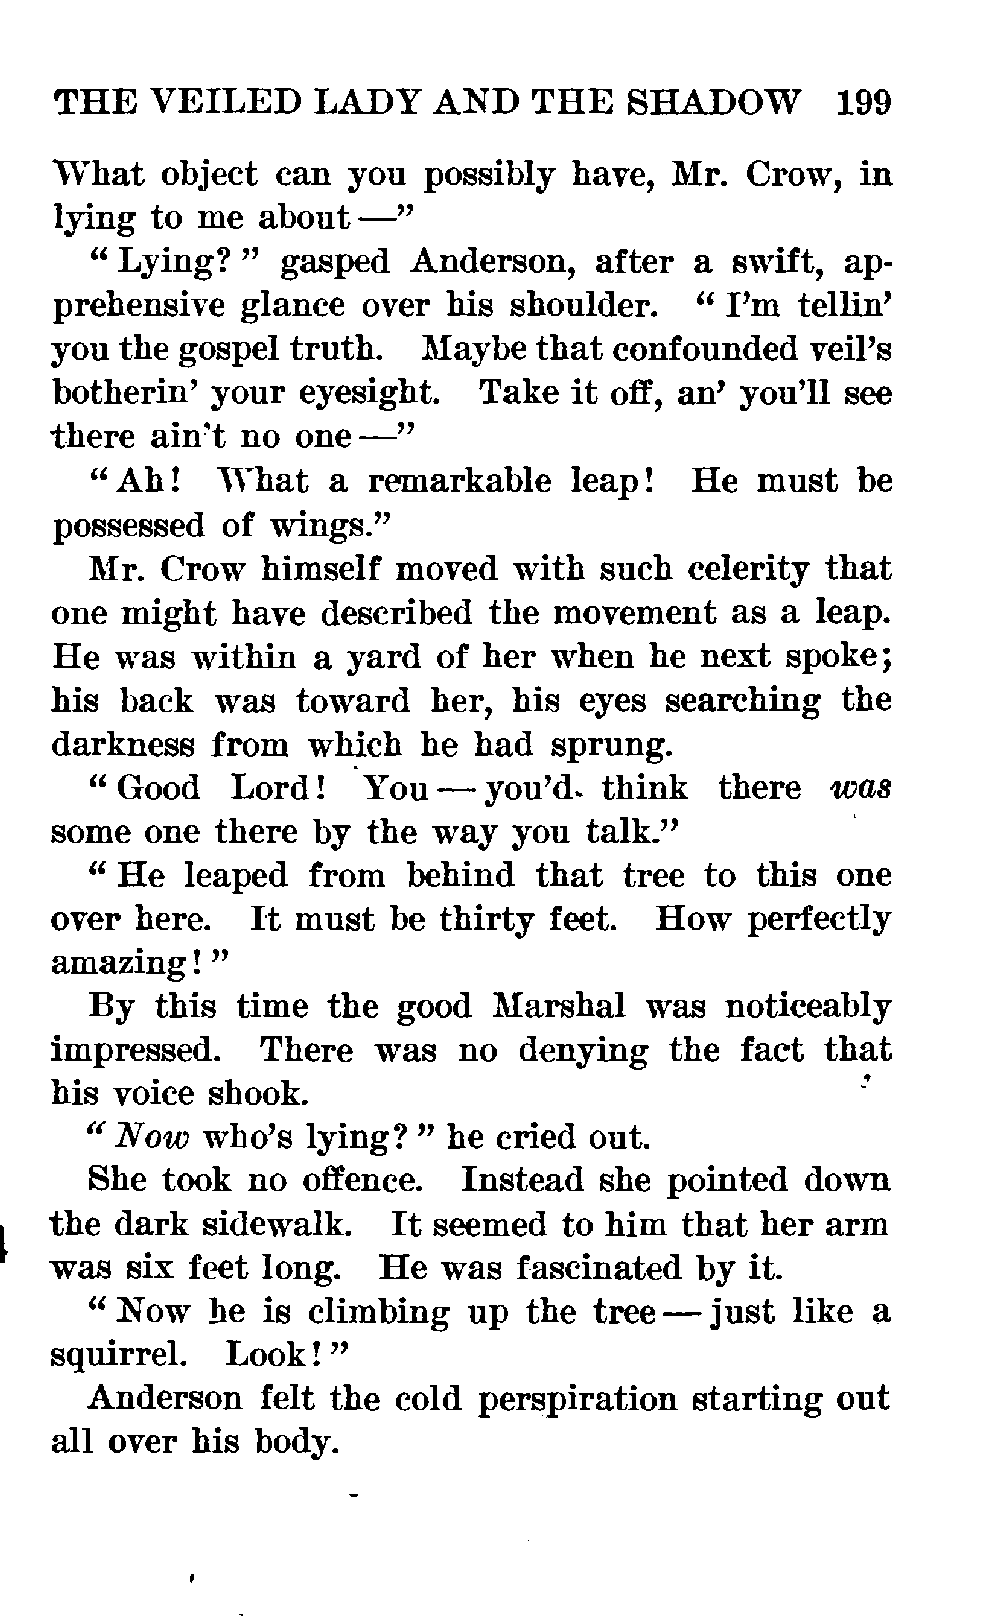 THE VEILED LADY AND THE SHADOW 199
What object can you possibly have, Mr. Crow, in
lying to me about—”
“Lying?” gasped Anderson, after a swift, ap-
prehensive glance over his shoulder. “I’m tellin’
you the gospel truth. Maybe that confounded veil’s
botherin’ your eyesight. Take it off, an’ you’ll see
there ain’t no one—”
“Ah! What a remarkable leap! He must be
possessed of wings.”
Mr. Crow himself moved with such celerity that
one might have described the movement as a leap.
He was within a yard of her when he next spoke;
his back was toward her, his eyes searching the
darkness from which he had sprung.
“Good Lord! You—you’d think there was
some one there by the way you talk.”
“He leaped from behind that tree to this one
over here. It must be thirty feet. How perfectly
amazing!”
By this time the good Marshal was noticeably
impressed. There was no denying the fact that
his voice shook.
“Now who’s lying?” he cried out.
She took no offence. Instead she pointed down
the dark sidewalk. It seemed to him that her arm
was six feet long. He was fascinated by it.
“Now he is climbing up the tree—just like a
squirrel. Look!”
Anderson felt the cold perspiration starting out
all over his body.